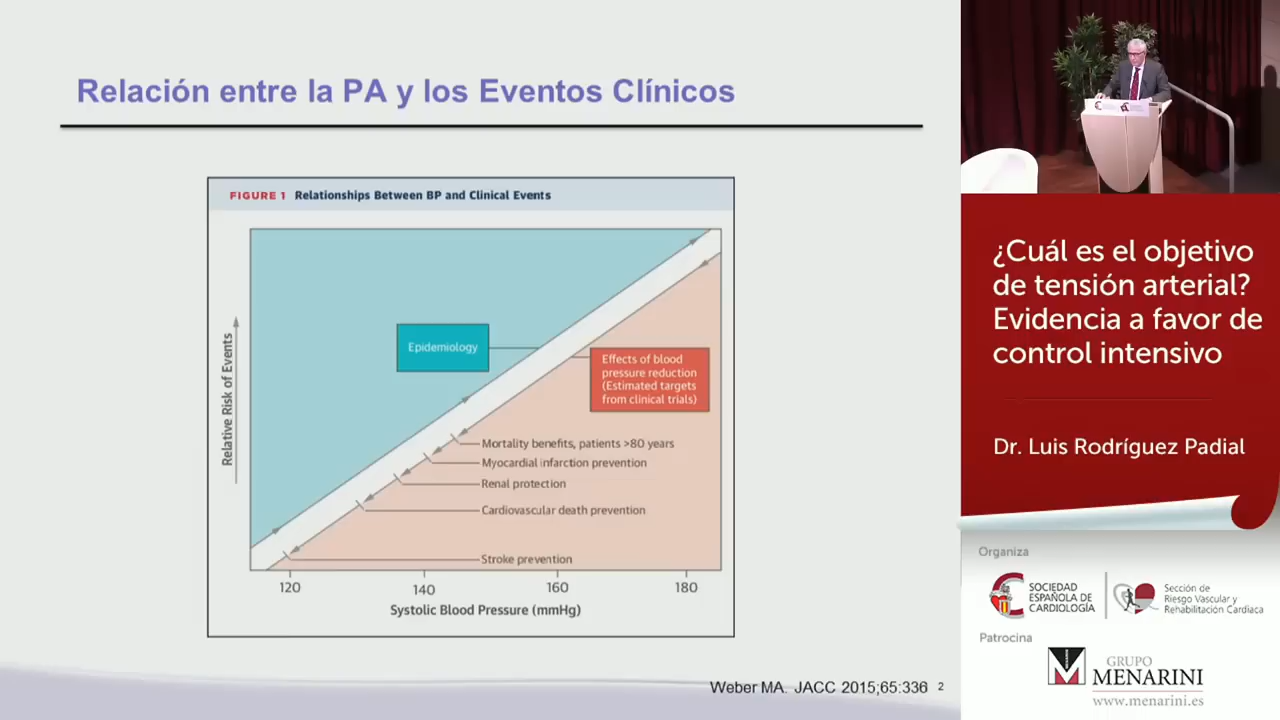 Relación entre la PA y los Eventos Clínicos
FIGURE 1 Relationships Between BP and Clinical Events
Relative Risk of Events
Epidemiology
Effects of blood
pressure reduction
(Estimated targets
from clinical trials)
Mortality benefits, patients >80 years
Myocardial infarction prevention
Renal protection
Cardiovascular death prevention
Stroke prevention
120 140 160 180
Systolic Blood Pressure (mmHg)
Weber MA. JACC 2015;65:336 2
¿Cuál es el objetivo
de tensión arterial?
Evidencia a favor de
control intensivo
Dr. Luis Rodríguez Padial
Organiza
SOCIEDAD
ESPAÑOLA DE
CARDIOLOGÍA
Sección de
Riesgo Vascular y
Rehabilitación Cardiaca
Patrocina
GRUPO
MENARINI
www.menarini.es